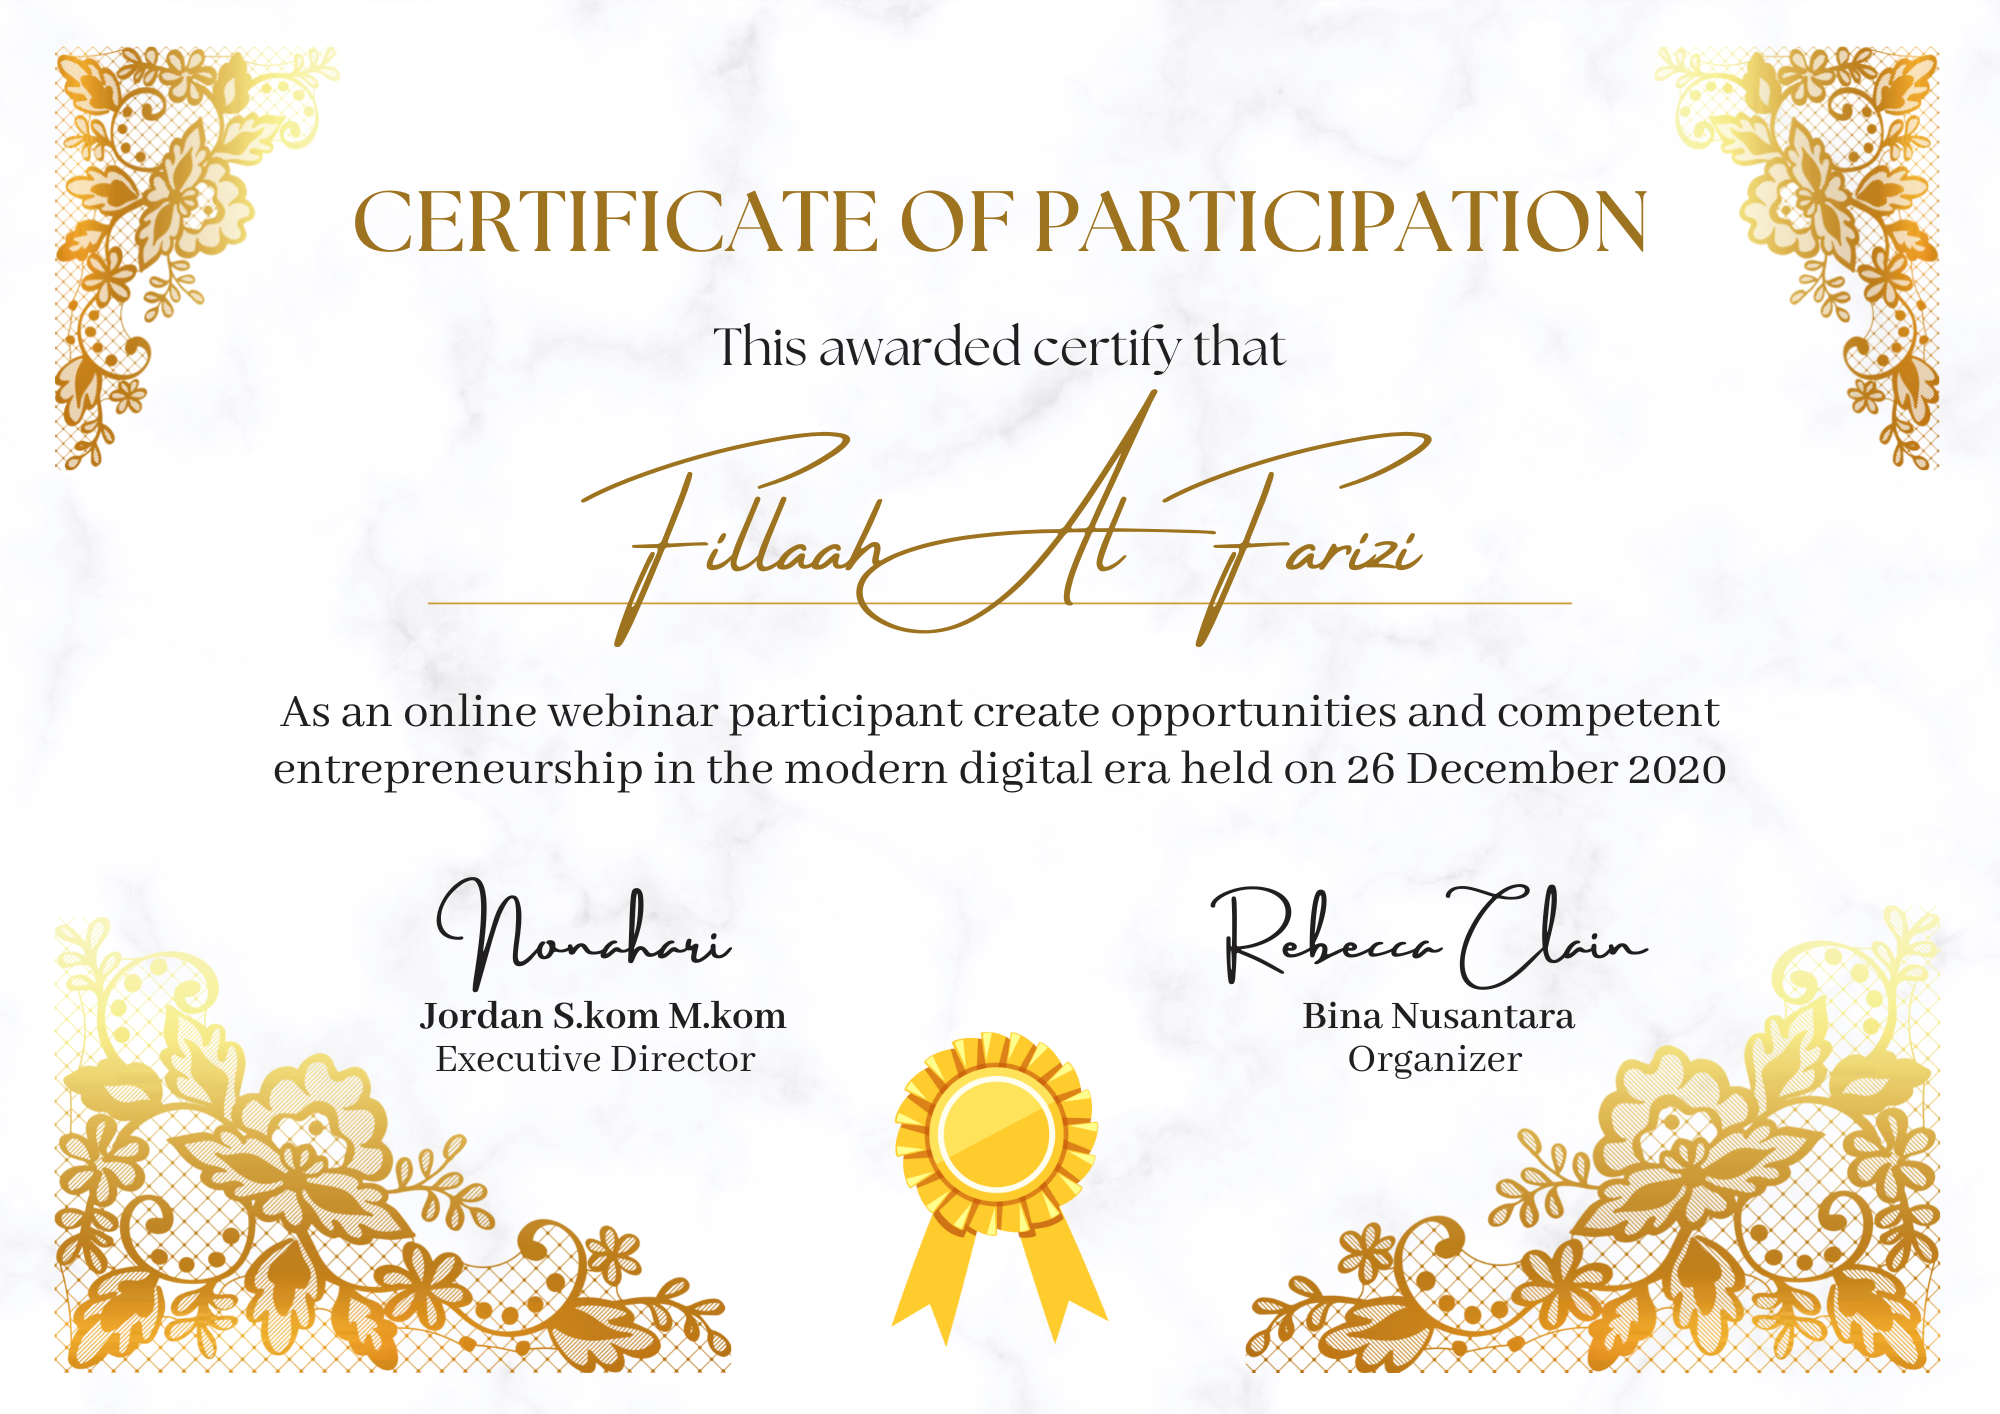 CERTIFICATE OF PARTICIPATION
This awarded certify that
Fillaah Al Farizi
As an online webinar participant create opportunities and competent
entrepreneurship in the modern digital era held on 26 December 2020
Nonahari
Jordan S.kom M.kom
Executive Director
Rebecca Clain
Bina Nusantara
Organizer